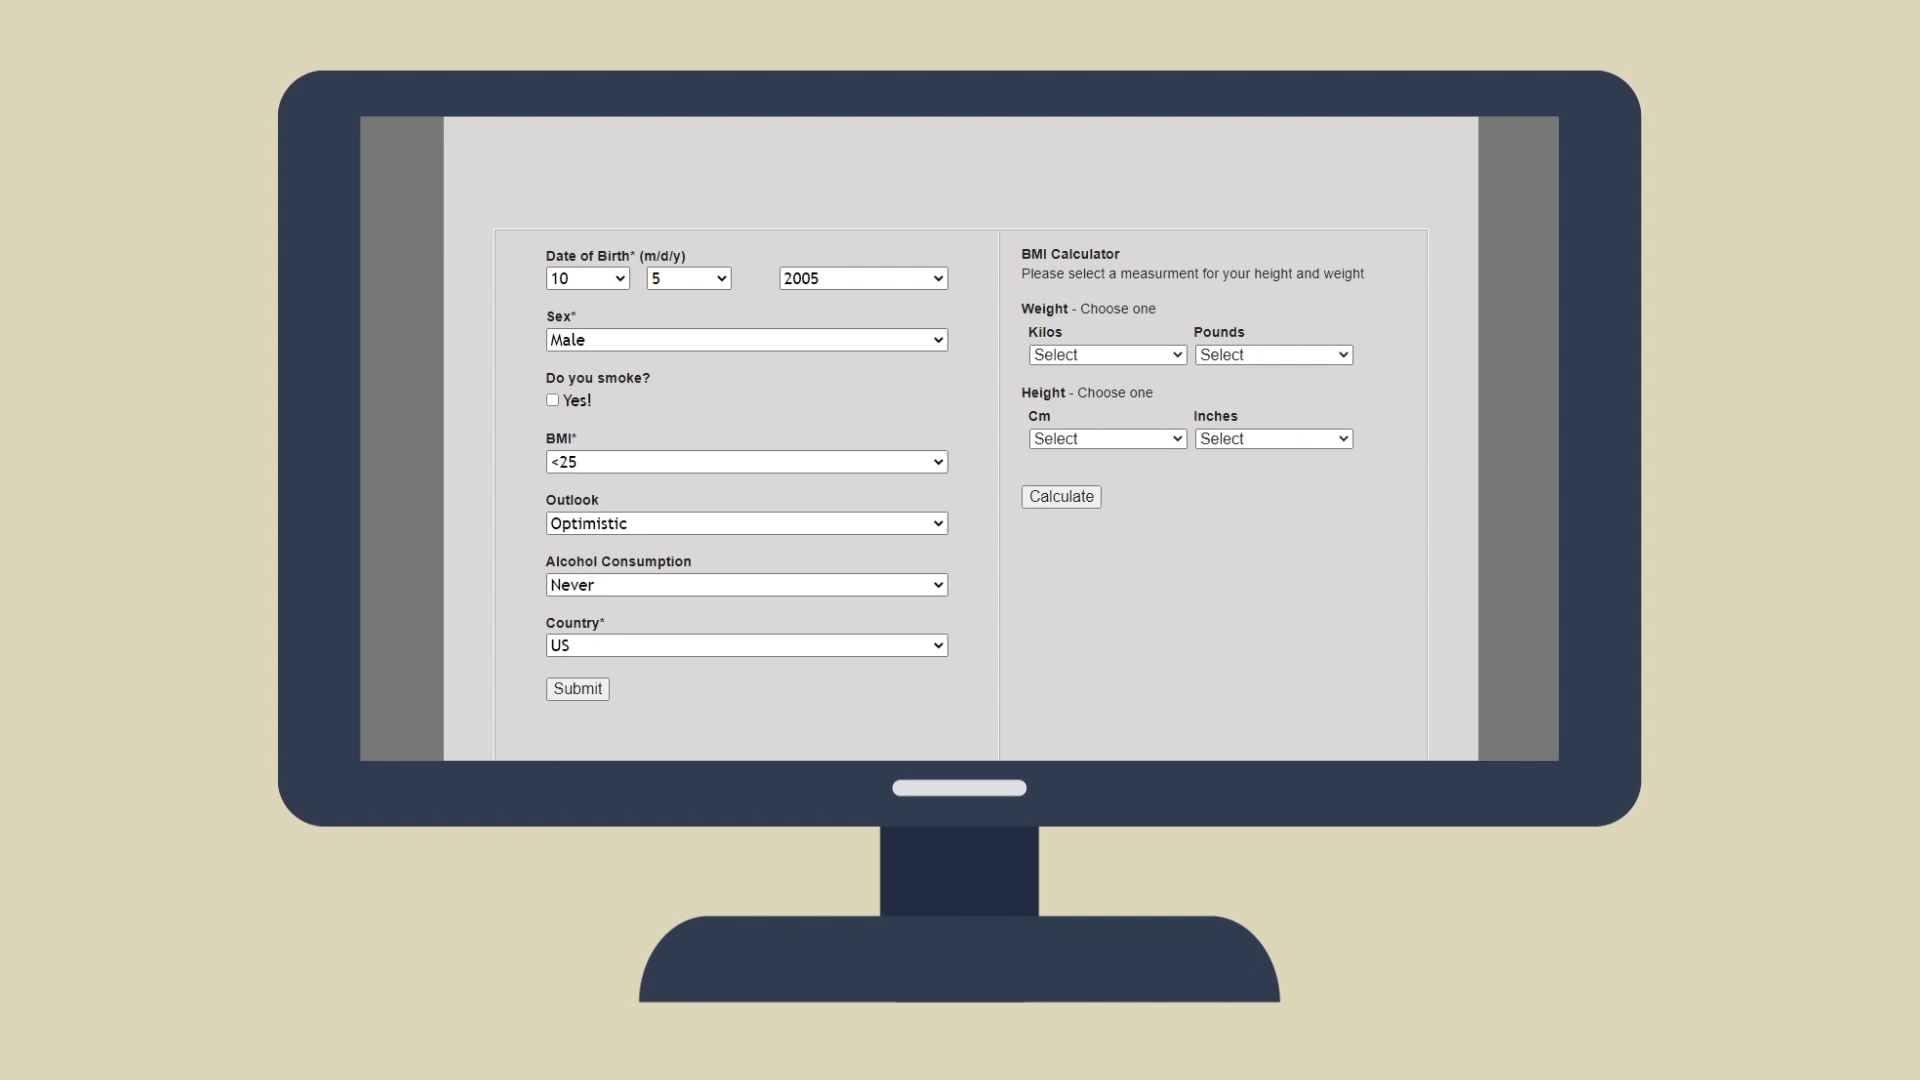 Date of Birth* (m/d/y)
10 5 2005
Sex*
Male
Do you smoke?
Yes!
BMI*
<25
Outlook
Optimistic
Alcohol Consumption
Never
Country*
US
Submit
BMI Calculator
Please select a measurment for your height and weight
Weight - Choose one
Kilos Pounds
Select Select
Height - Choose one
Cm Inches
Select Select
Calculate